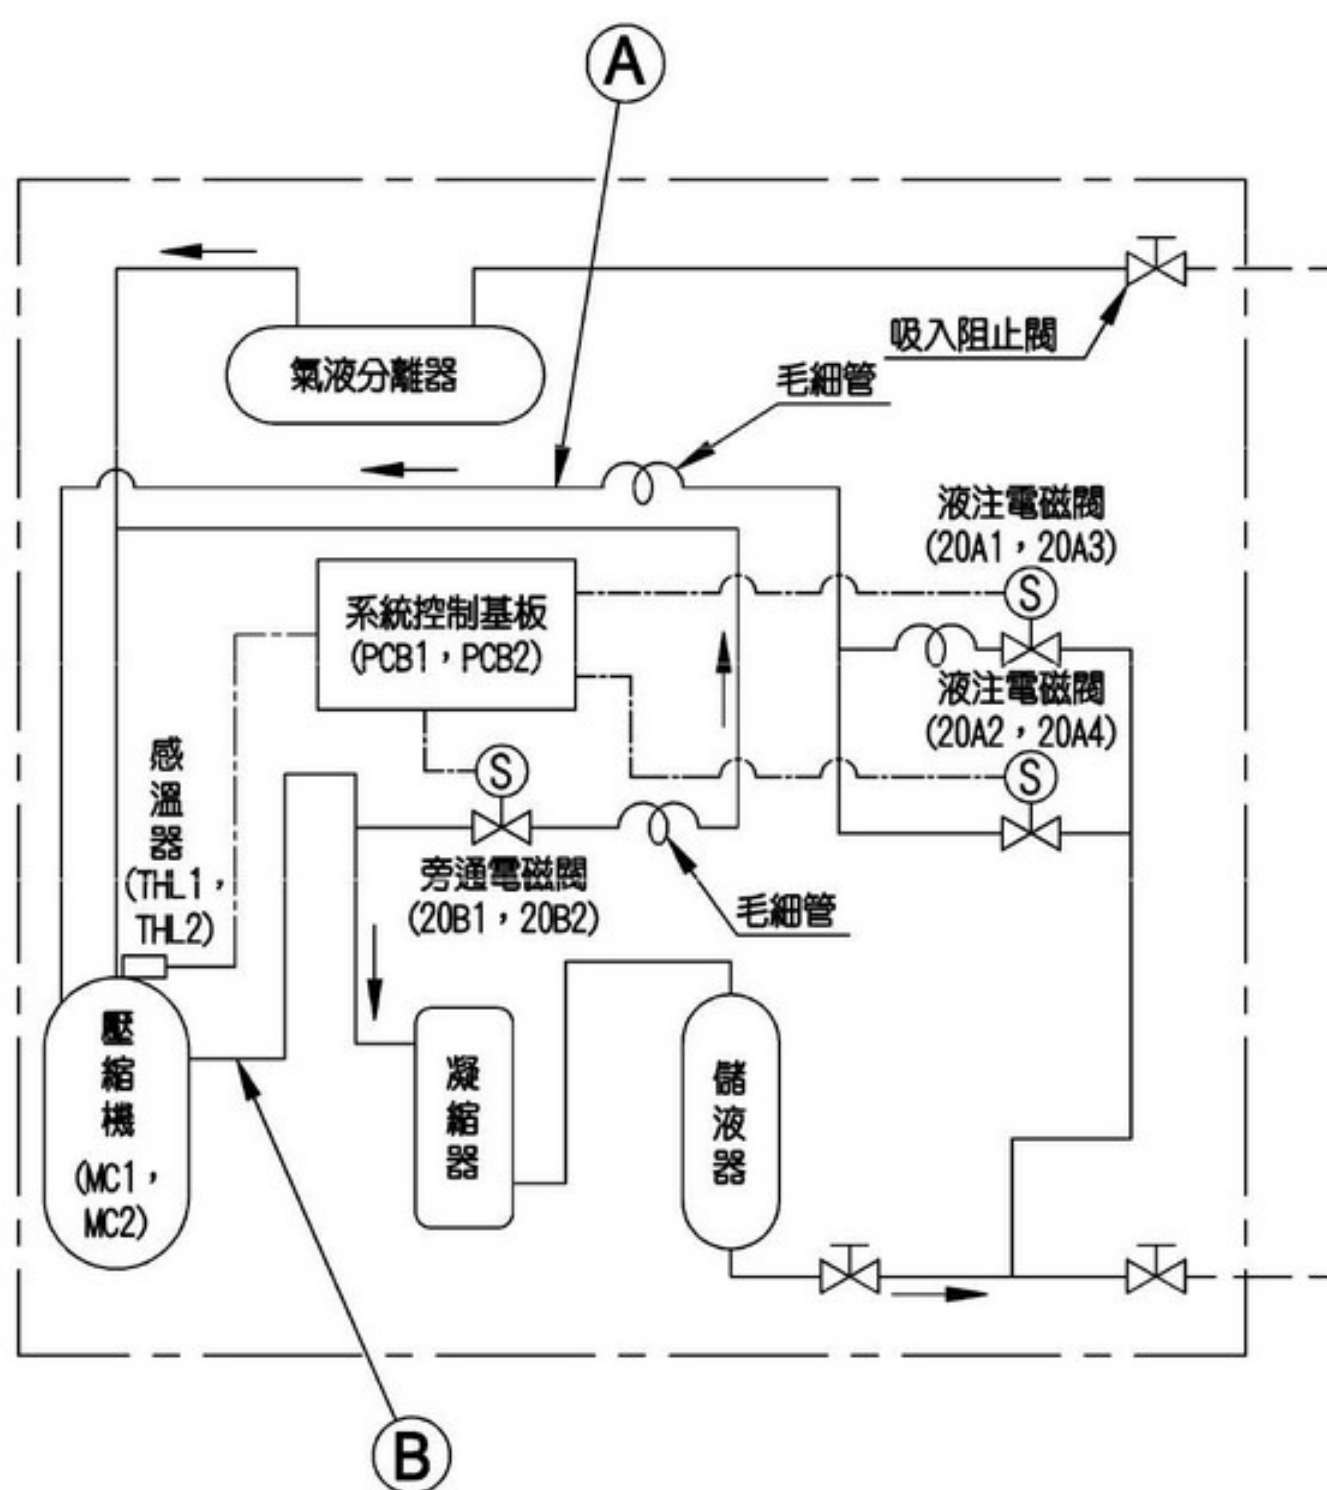 A
吸入阻止閥
氣液分離器
毛細管
液注電磁閥
(20A1，20A3)
S
系統控制基板
(PCB1，PCB2)
液注電磁閥
(20A2，20A4)
S
感
溫
器
(THL1，
THL2)
S
旁通電磁閥
(20B1，20B2)
毛細管
壓
縮
機
(MC1，
MC2)
凝
縮
器
儲
液
器
B